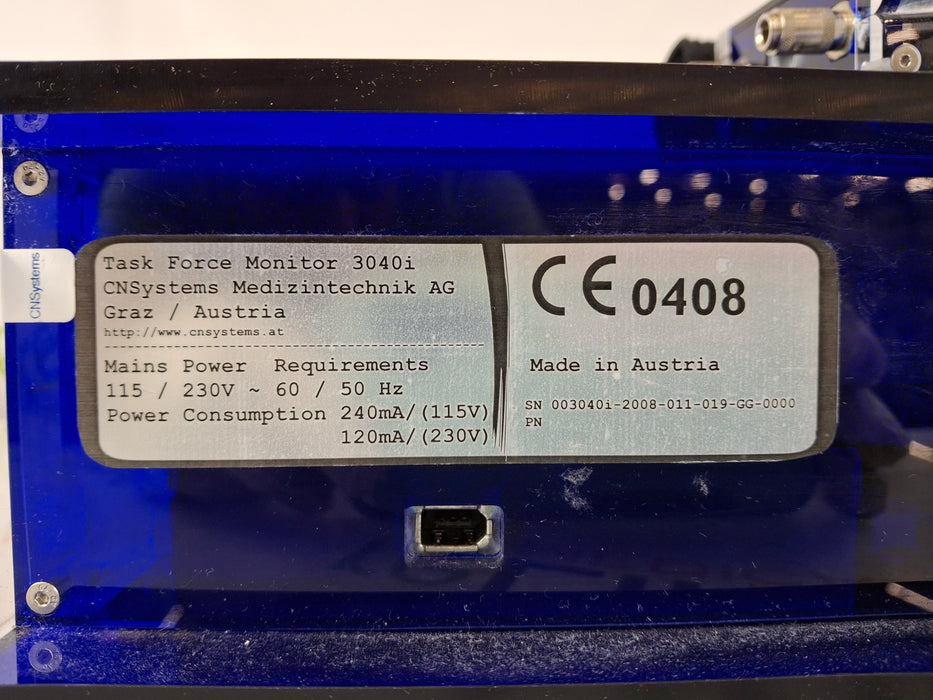 CNSystems
Task Force Monitor 3040i
CNSystems Medizintechnik AG
Graz / Austria
http://www.cnsystems.at
Mains Power Requirements
115 / 230V ~ 60 / 50 Hz
Power Consumption 240mA/(115V)
120mA/(230V)
CE 0408
Made in Austria
SN 003040i-2008-011-019-GG-0000
PN